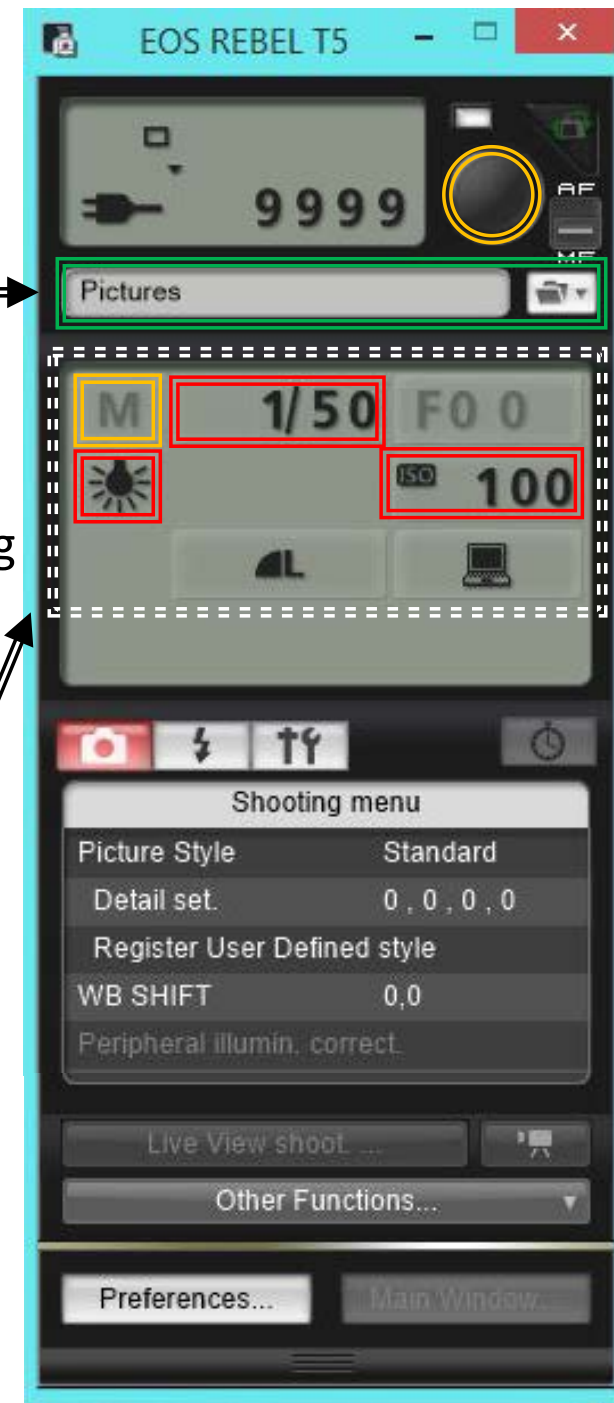 EOS REBEL T5
9999
AF
MF
Pictures
M 1/50 F00
ISO 100
g
L
Shooting menu
Picture Style Standard
Detail set. 0 , 0 , 0 , 0
Register User Defined style
WB SHIFT 0,0
Peripheral illumin. correct.
Live View shoot. ...
Other Functions...
Preferences... Main Window...